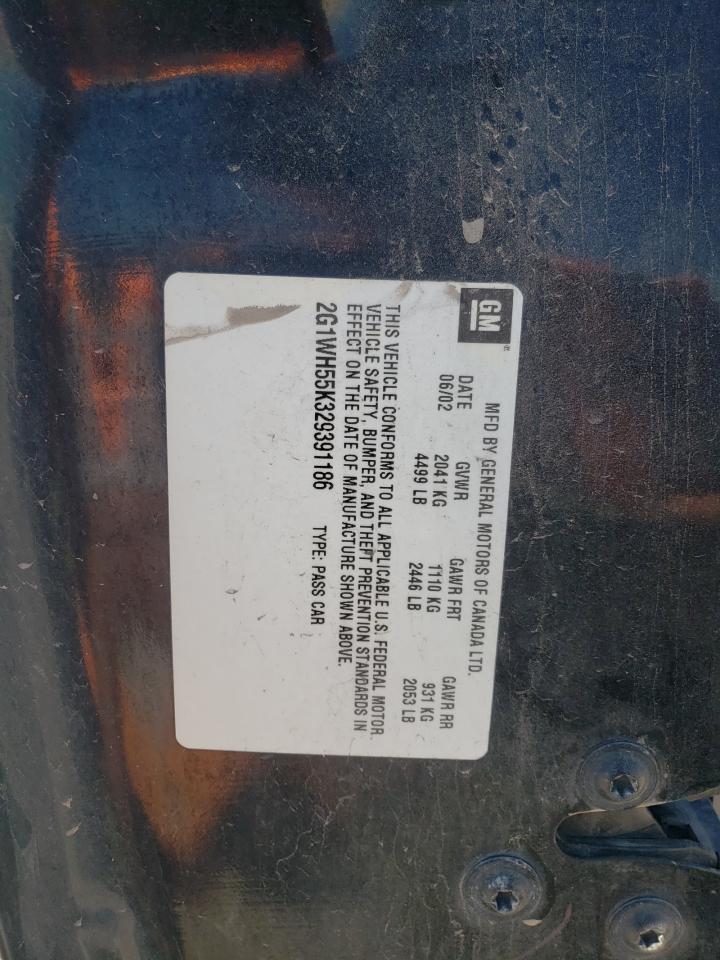 GM
MFD BY GENERAL MOTORS OF CANADA LTD.
DATE GVWR GAWR FRT GAWR RR
06/02 2041 KG 1110 KG 931 KG
4499 LB 2446 LB 2053 LB
THIS VEHICLE CONFORMS TO ALL APPLICABLE U.S. FEDERAL MOTOR
VEHICLE SAFETY, BUMPER, AND THEFT PREVENTION STANDARDS IN
EFFECT ON THE DATE OF MANUFACTURE SHOWN ABOVE.
2G1WH55K329391186 TYPE: PASS CAR